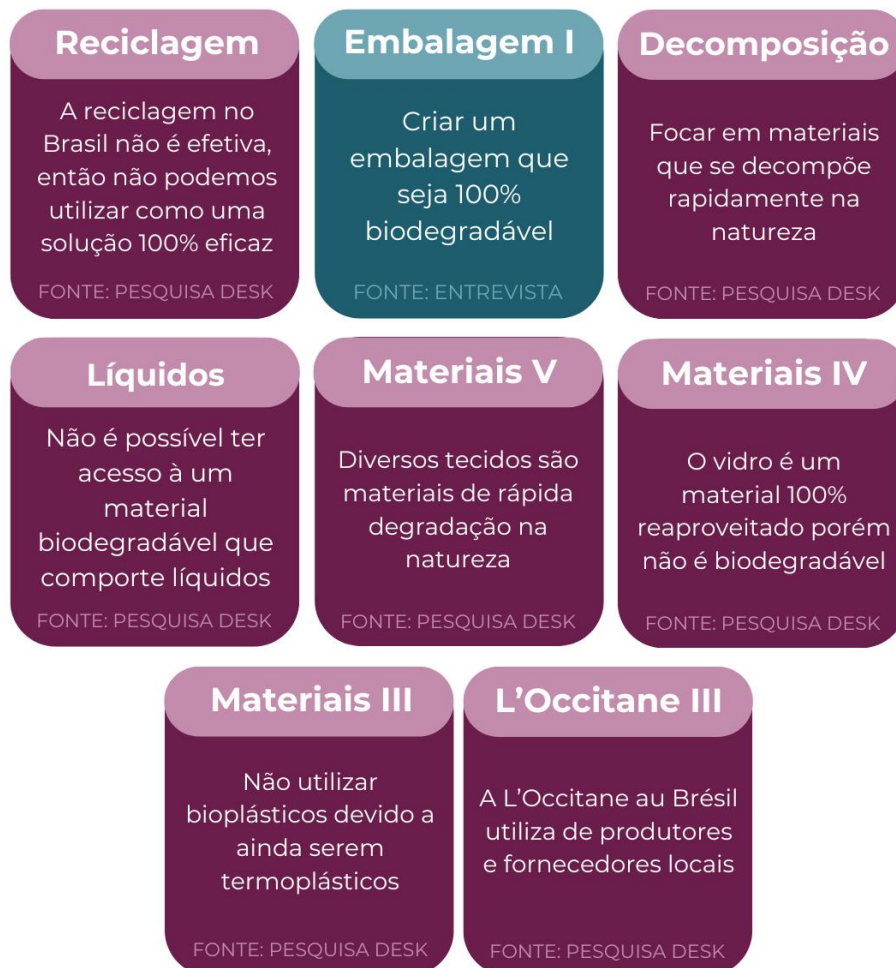 Reciclagem
A reciclagem no
Brasil não é efetiva,
então não podemos
utilizar como uma
solução 100% eficaz
FONTE: PESQUISA DESK
Embalagem I
Criar um
embalagem que
seja 100%
biodegradável
FONTE: ENTREVISTA
Decomposição
Focar em materiais
que se decompõe
rapidamente na
natureza
FONTE: PESQUISA DESK
Líquidos
Não é possível ter
acesso à um
material
biodegradável que
comporte líquidos
FONTE: PESQUISA DESK
Materiais V
Diversos tecidos são
materiais de rápida
degradação na
natureza
FONTE: PESQUISA DESK
Materiais IV
O vidro é um
material 100%
reaproveitado porém
não é biodegradável
FONTE: PESQUISA DESK
Materiais III
Não utilizar
bioplásticos devido a
ainda serem
termoplásticos
FONTE: PESQUISA DESK
L’Occitane III
A L’Occitane au Brésil
utiliza de produtores
e fornecedores locais
FONTE: PESQUISA DESK